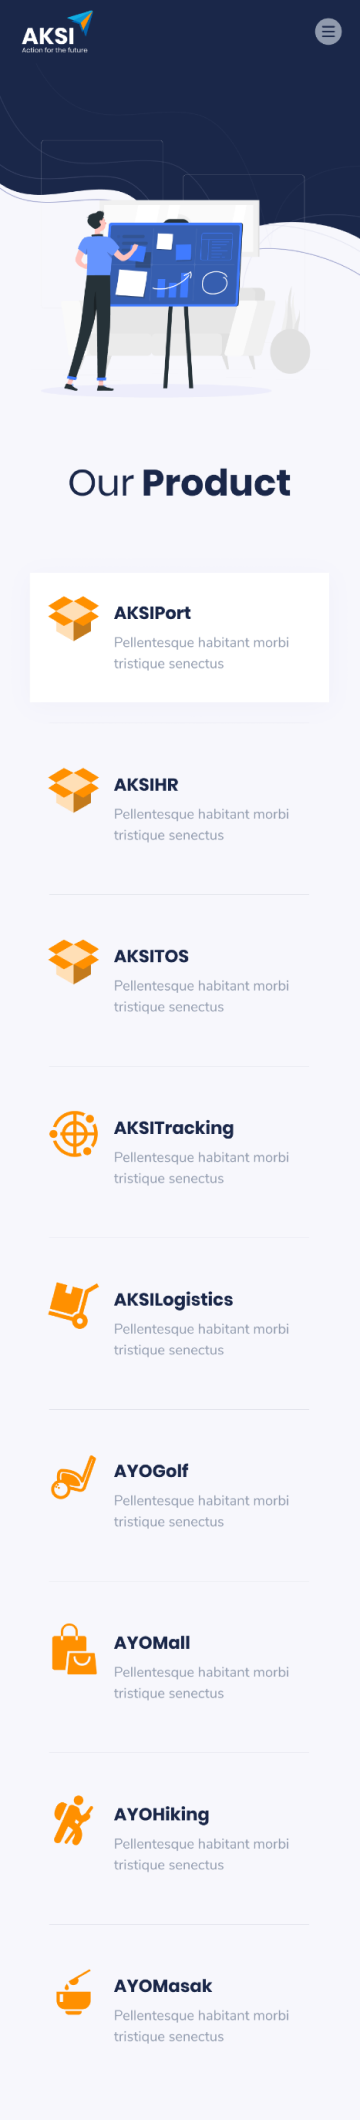 AKSI
Action for the future
Our Product
AKSIPort
Pellentesque habitant morbi
tristique senectus
AKSIHR
Pellentesque habitant morbi
tristique senectus
AKSITOS
Pellentesque habitant morbi
tristique senectus
AKSITracking
Pellentesque habitant morbi
tristique senectus
AKSILogistics
Pellentesque habitant morbi
tristique senectus
AYOGolf
Pellentesque habitant morbi
tristique senectus
AYOMall
Pellentesque habitant morbi
tristique senectus
AYOHiking
Pellentesque habitant morbi
tristique senectus
AYOMasak
Pellentesque habitant morbi
tristique senectus